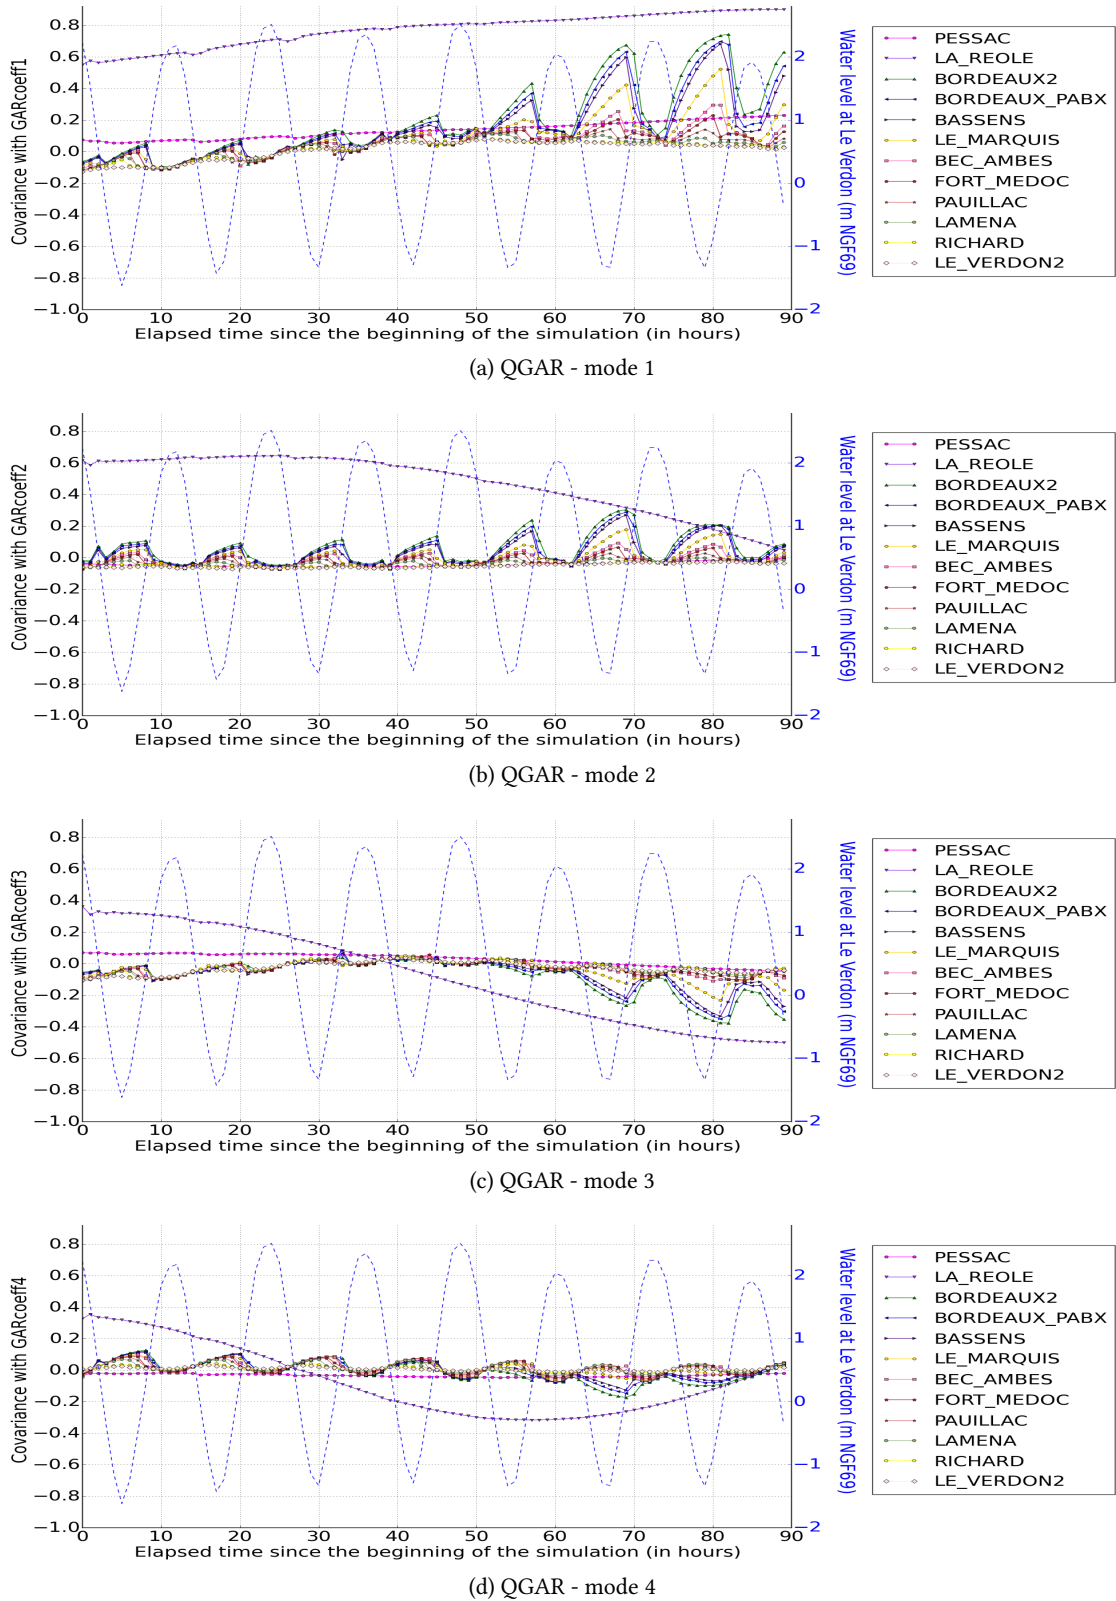 0.8
0.6
0.4
0.2
0.0
−0.2
−0.4
−0.6
−0.8
−1.0
Covariance with GARcoeff1
0 10 20 30 40 50 60 70 80 90
Elapsed time since the beginning of the simulation (in hours)
2
1
0
−1
−2
Water level at Le Verdon (m NGF69)
PESSAC
LA_REOLE
BORDEAUX2
BORDEAUX_PABX
BASSENS
LE_MARQUIS
BEC_AMBES
FORT_MEDOC
PAUILLAC
LAMENA
RICHARD
LE_VERDON2
(a) QGAR - mode 1
0.8
0.6
0.4
0.2
0.0
−0.2
−0.4
−0.6
−0.8
−1.0
Covariance with GARcoeff2
0 10 20 30 40 50 60 70 80 90
Elapsed time since the beginning of the simulation (in hours)
2
1
0
−1
−2
Water level at Le Verdon (m NGF69)
PESSAC
LA_REOLE
BORDEAUX2
BORDEAUX_PABX
BASSENS
LE_MARQUIS
BEC_AMBES
FORT_MEDOC
PAUILLAC
LAMENA
RICHARD
LE_VERDON2
(b) QGAR - mode 2
0.8
0.6
0.4
0.2
0.0
−0.2
−0.4
−0.6
−0.8
−1.0
Covariance with GARcoeff3
0 10 20 30 40 50 60 70 80 90
Elapsed time since the beginning of the simulation (in hours)
2
1
0
−1
−2
Water level at Le Verdon (m NGF69)
PESSAC
LA_REOLE
BORDEAUX2
BORDEAUX_PABX
BASSENS
LE_MARQUIS
BEC_AMBES
FORT_MEDOC
PAUILLAC
LAMENA
RICHARD
LE_VERDON2
(c) QGAR - mode 3
0.8
0.6
0.4
0.2
0.0
−0.2
−0.4
−0.6
−0.8
−1.0
Covariance with GARcoeff4
0 10 20 30 40 50 60 70 80 90
Elapsed time since the beginning of the simulation (in hours)
2
1
0
−1
−2
Water level at Le Verdon (m NGF69)
PESSAC
LA_REOLE
BORDEAUX2
BORDEAUX_PABX
BASSENS
LE_MARQUIS
BEC_AMBES
FORT_MEDOC
PAUILLAC
LAMENA
RICHARD
LE_VERDON2
(d) QGAR - mode 4